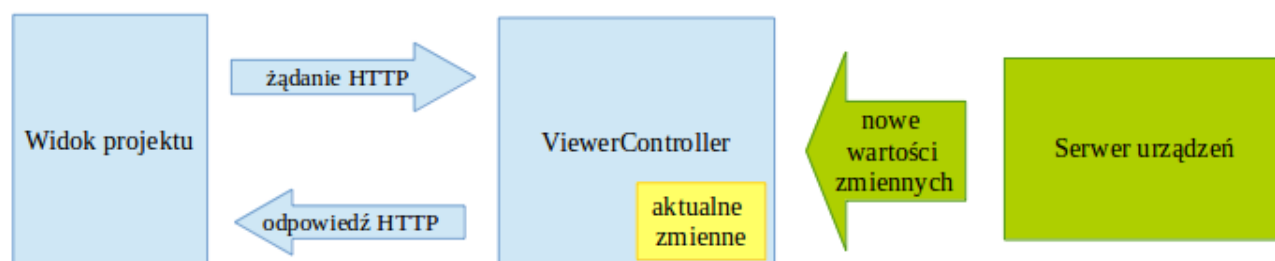 Widok projektu
żądanie HTTP
odpowiedź HTTP
ViewerController
aktualne
zmienne
nowe
wartości
zmiennych
Serwer urządzeń